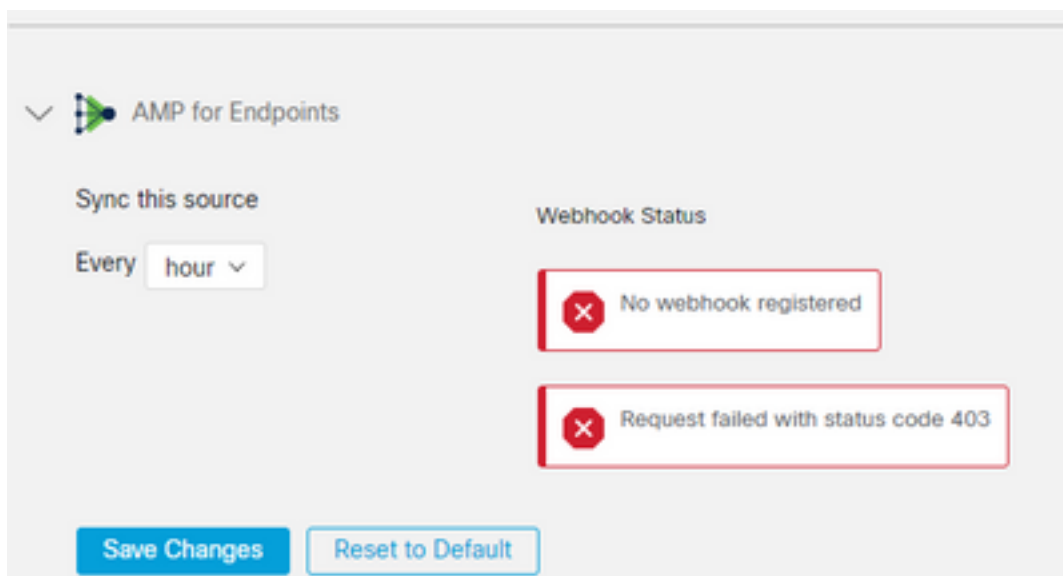 AMP for Endpoints
Sync this source
Every hour
Webhook Status
No webhook registered
Request failed with status code 403
Save Changes
Reset to Default